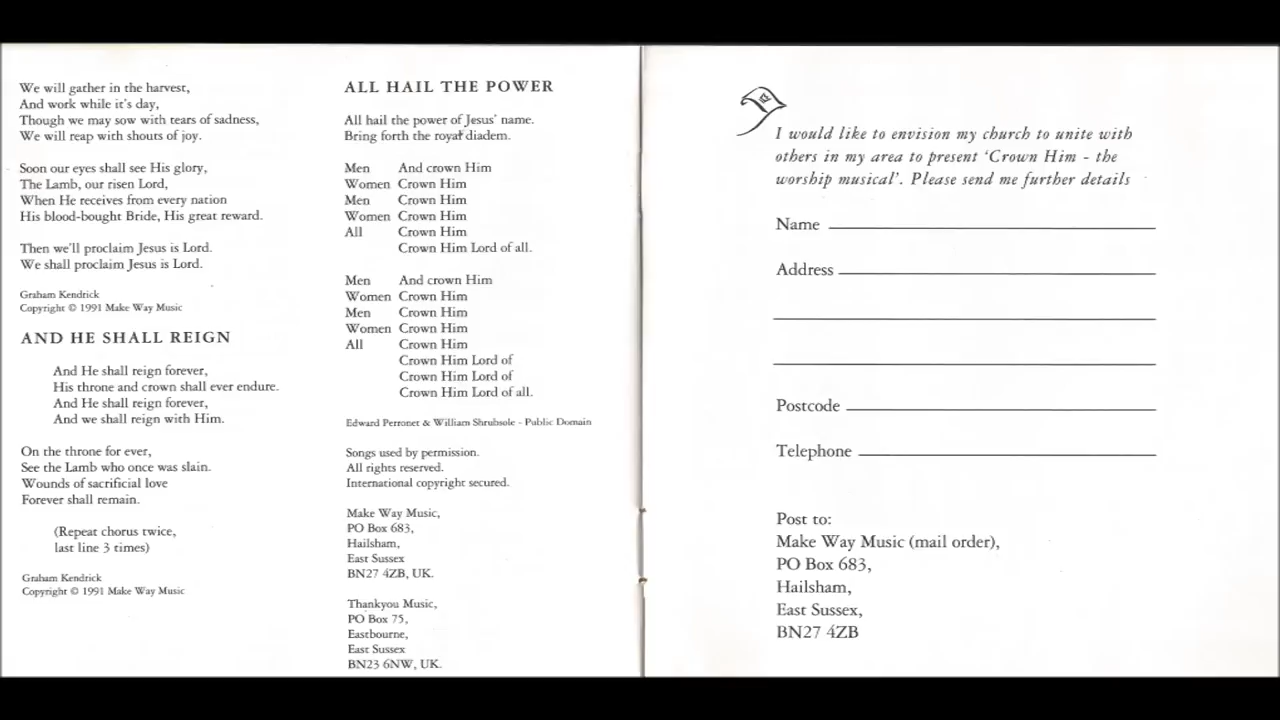 We will gather in the harvest,
And work while it's day,
Though we may sow with tears of sadness,
We will reap with shouts of joy.
Soon our eyes shall see His glory,
The Lamb, our risen Lord,
When He receives from every nation
His blood-bought Bride, His great reward.
Then we'll proclaim Jesus is Lord.
We shall proclaim Jesus is Lord.
Graham Kendrick
Copyright © 1991 Make Way Music
AND HE SHALL REIGN
And He shall reign forever,
His throne and crown shall ever endure.
And He shall reign forever,
And we shall reign with Him.
On the throne for ever,
See the Lamb who once was slain.
Wounds of sacrificial love
Forever shall remain.
(Repeat chorus twice,
last line 3 times)
Graham Kendrick
Copyright © 1991 Make Way Music
ALL HAIL THE POWER
All hail the power of Jesus' name.
Bring forth the royal diadem.
Men And crown Him
Women Crown Him
Men Crown Him
Women Crown Him
All Crown Him
Crown Him Lord of all.
Men And crown Him
Women Crown Him
Men Crown Him
Women Crown Him
All Crown Him
Crown Him Lord of
Crown Him Lord of
Crown Him Lord of all.
Edward Perronet & William Shrubsole - Public Domain
Songs used by permission.
All rights reserved.
International copyright secured.
Make Way Music,
PO Box 683,
Hailsham,
East Sussex
BN27 4ZB, UK.
Thankyou Music,
PO Box 75,
Eastbourne,
East Sussex
BN23 6NW, UK.
I would like to envision my church to unite with
others in my area to present 'Crown Him - the
worship musical'. Please send me further details
Name
Address
Postcode
Telephone
Post to:
Make Way Music (mail order),
PO Box 683,
Hailsham,
East Sussex,
BN27 4ZB